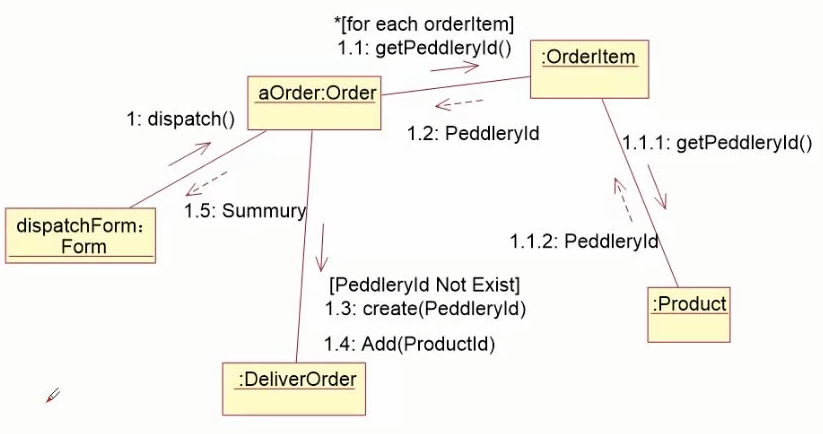 *[for each orderItem]
1.1: getPeddleryId()
:OrderItem
aOrder:Order
1: dispatch()
1.2: PeddleryId
1.1.1: getPeddleryId()
dispatchForm:
Form
1.5: Summury
1.1.2: PeddleryId
[PeddleryId Not Exist]
1.3: create(PeddleryId)
:Product
1.4: Add(ProductId)
:DeliverOrder